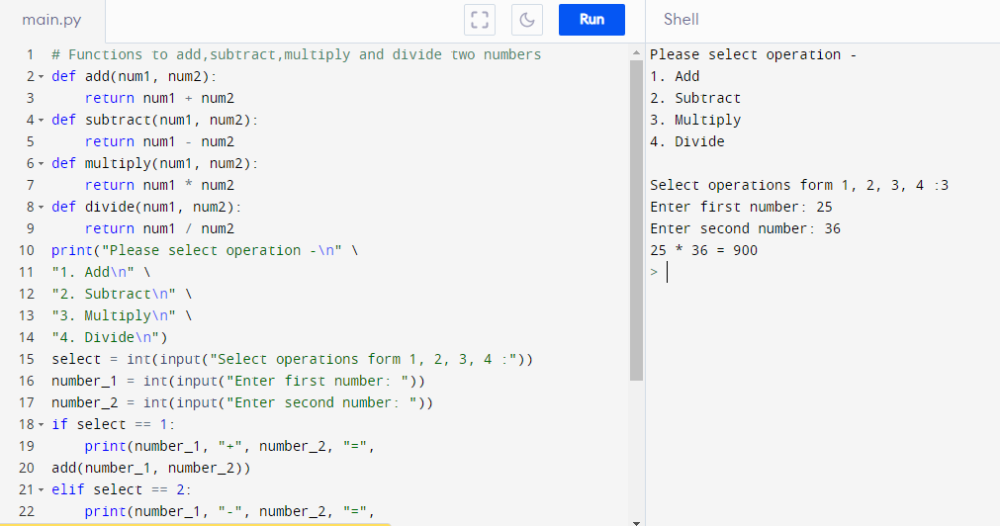 main.py
Run
Shell
1 # Functions to add,subtract,multiply and divide two numbers
2 def add(num1, num2):
3     return num1 + num2
4 def subtract(num1, num2):
5     return num1 - num2
6 def multiply(num1, num2):
7     return num1 * num2
8 def divide(num1, num2):
9     return num1 / num2
10 print("Please select operation -\n" \
11 "1. Add\n" \
12 "2. Subtract\n" \
13 "3. Multiply\n" \
14 "4. Divide\n")
15 select = int(input("Select operations form 1, 2, 3, 4 :"))
16 number_1 = int(input("Enter first number: "))
17 number_2 = int(input("Enter second number: "))
18 if select == 1:
19     print(number_1, "+", number_2, "=",
20 add(number_1, number_2))
21 elif select == 2:
22     print(number_1, "-", number_2, "=",
Please select operation -
1. Add
2. Subtract
3. Multiply
4. Divide
Select operations form 1, 2, 3, 4 :3
Enter first number: 25
Enter second number: 36
25 * 36 = 900
>